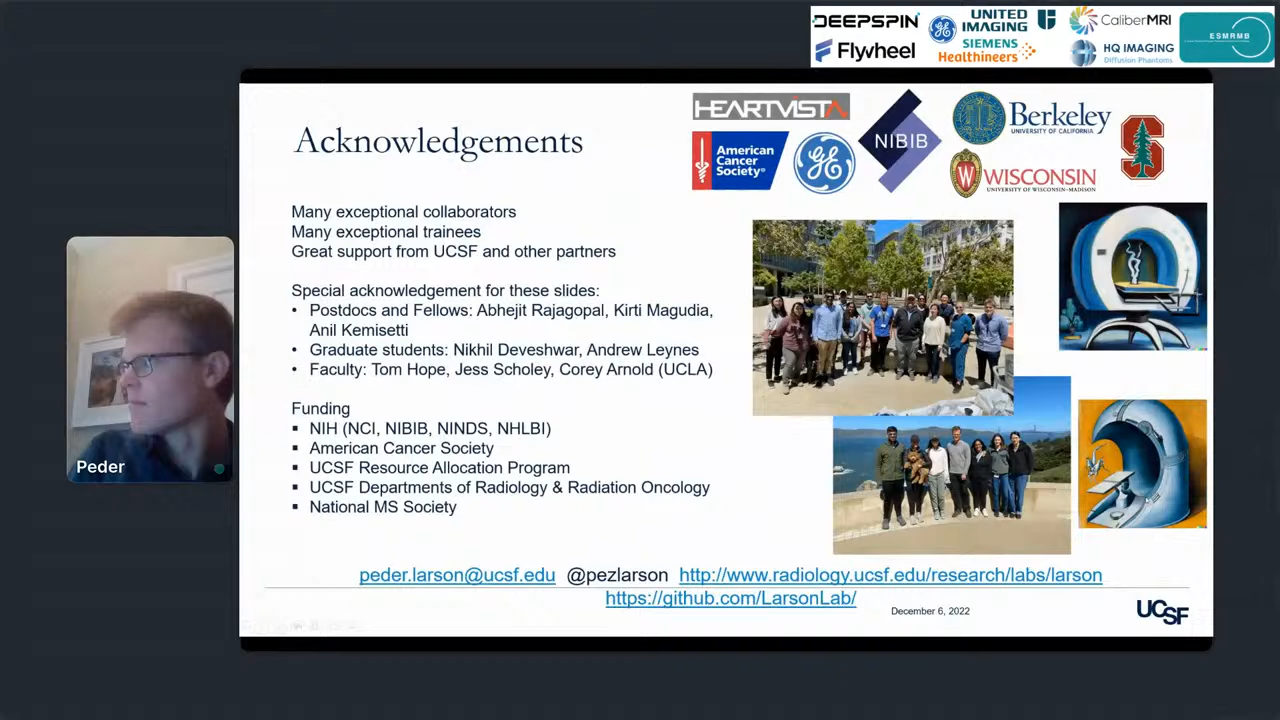 DEEPSPIN
UNITED
IMAGING
CaliberMRI
ESMRMB
Flywheel
SIEMENS
Healthineers
HQ IMAGING
Diffusion Phantoms
Acknowledgements
HEARTVISTA
American
Cancer
Society®
NIBIB
Berkeley
UNIVERSITY OF CALIFORNIA
WISCONSIN
UNIVERSITY OF WISCONSIN–MADISON
Many exceptional collaborators
Many exceptional trainees
Great support from UCSF and other partners
Special acknowledgement for these slides:
• Postdocs and Fellows: Abhejit Rajagopal, Kirti Magudia,
Anil Kemisetti
• Graduate students: Nikhil Deveshwar, Andrew Leynes
• Faculty: Tom Hope, Jess Scholey, Corey Arnold (UCLA)
Funding
▪ NIH (NCI, NIBIB, NINDS, NHLBI)
▪ American Cancer Society
▪ UCSF Resource Allocation Program
▪ UCSF Departments of Radiology & Radiation Oncology
▪ National MS Society
Peder
peder.larson@ucsf.edu @pezlarson http://www.radiology.ucsf.edu/research/labs/larson
https://github.com/LarsonLab/
December 6, 2022
UCSF